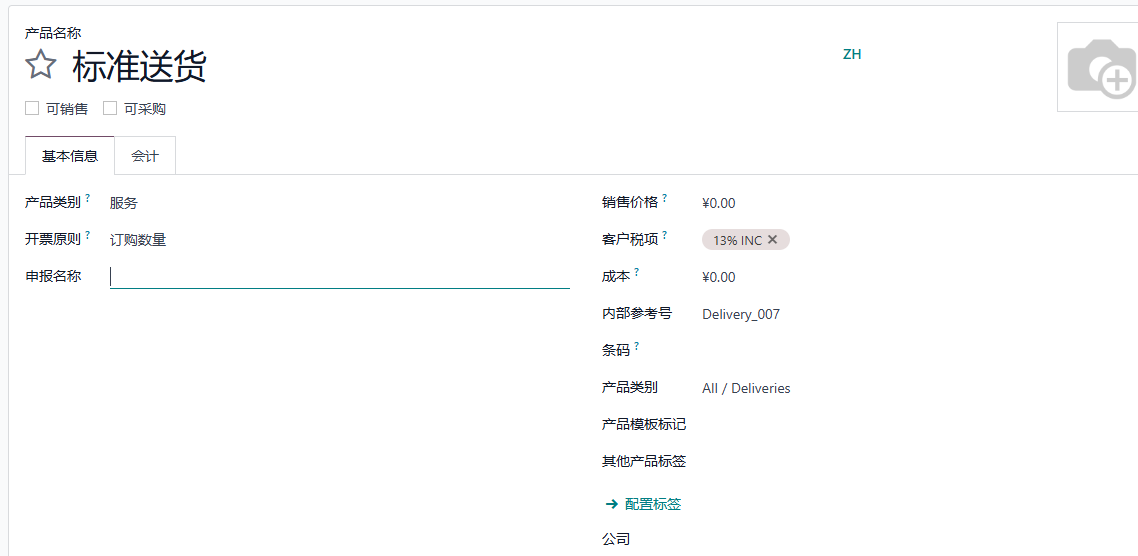 产品名称
标准送货
ZH
可销售 可采购
基本信息 会计
产品类别 ? 服务
销售价格 ? ¥0.00
开票原则 ? 订购数量
客户税项 ? 13% INC ✕
申报名称
成本 ? ¥0.00
内部参考号 Delivery_007
条码 ?
产品类别 All / Deliveries
产品模板标记
其他产品标签
→ 配置标签
公司